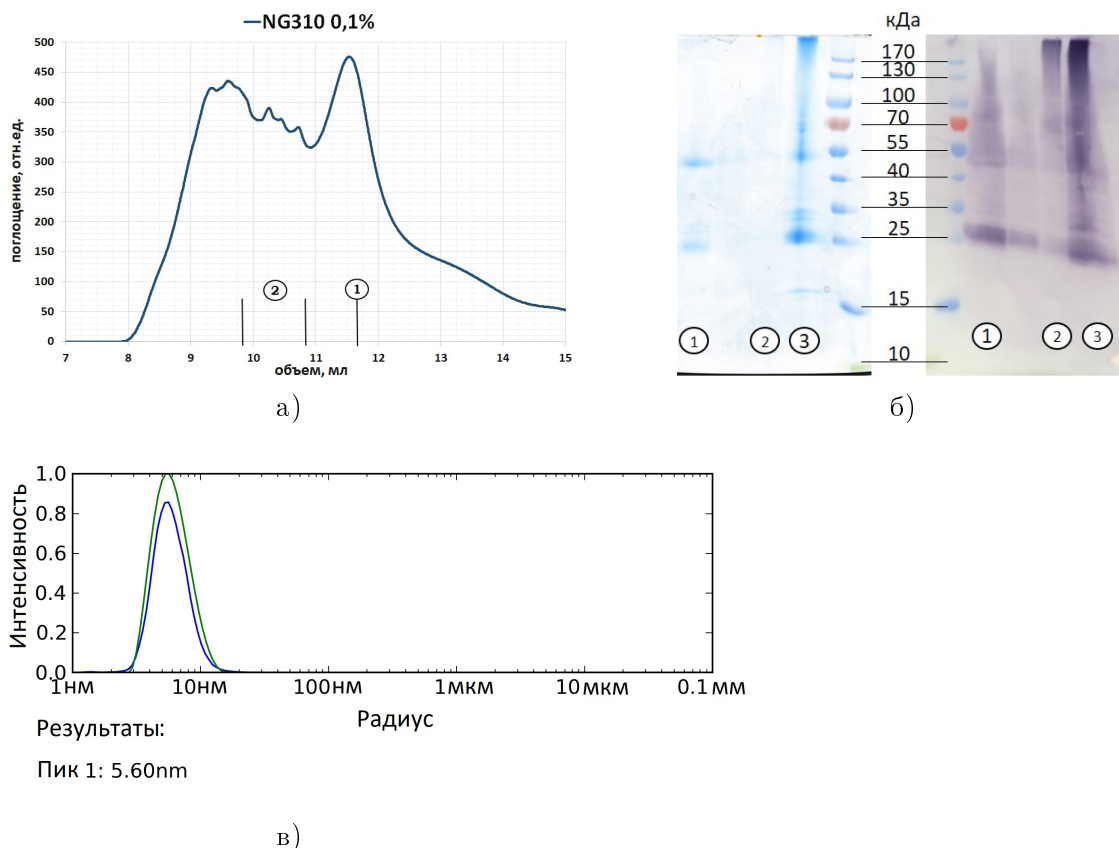 NG310 0,1%
поглощение, отн.ед.
500
450
400
350
300
250
200
150
100
50
0
7 8 9 10 11 12 13 14 15
2
1
объем, мл
а)
кДа
170
130
100
70
55
40
35
25
15
10
1 2 3
1 2 3
б)
Интенсивность
1.0
0.8
0.6
0.4
0.2
0.0
1нм 10нм 100нм 1мкм 10мкм 0.1мм
Радиус
Результаты:
Пик 1: 5.60nm
в)